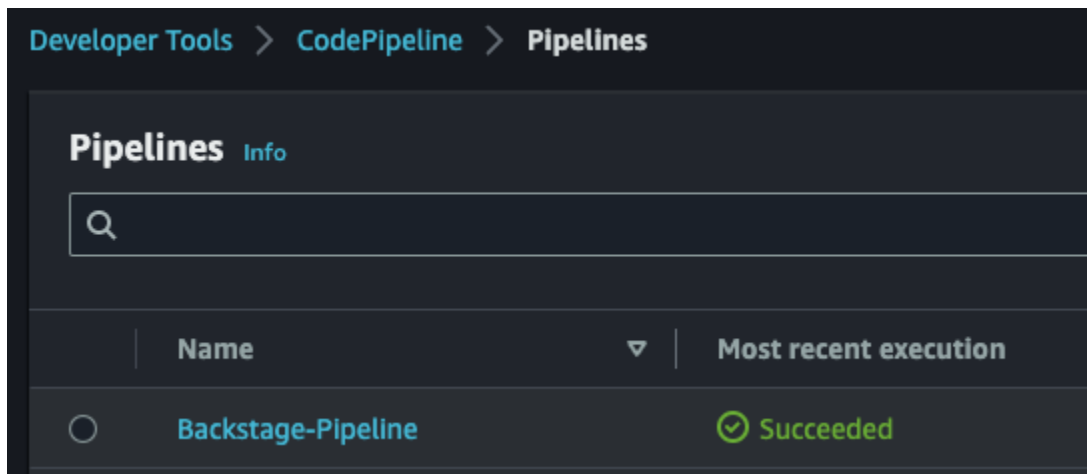 Developer Tools > CodePipeline > Pipelines
Pipelines Info
Name Most recent execution
Backstage-Pipeline Succeeded